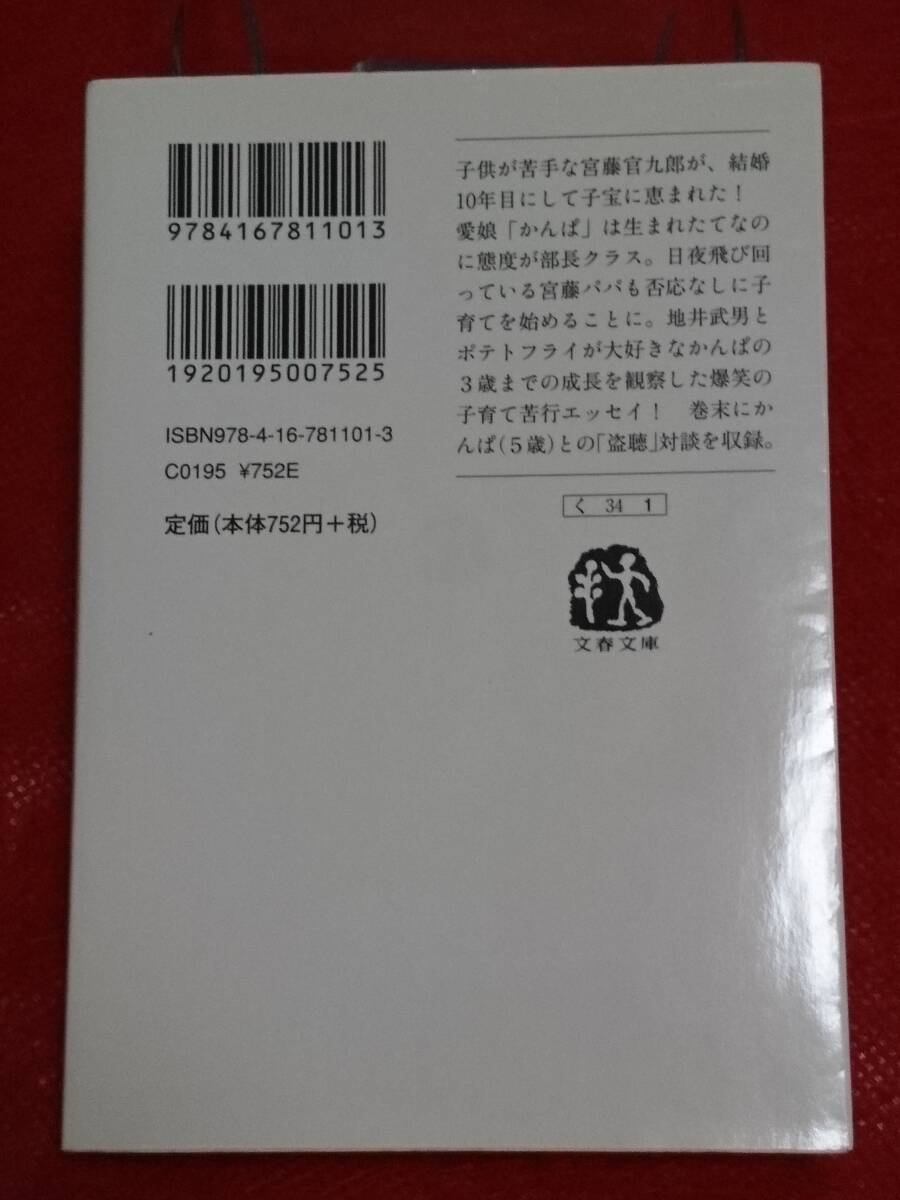 9784167811013
1920195007525
ISBN978-4-16-781101-3
C0195 ¥752E
定価(本体752円+税)
子供が苦手な宮藤官九郎が、結婚
10年目にして子宝に恵まれた!
愛娘「かんぱ」は生まれたてなの
に態度が部長クラス。日夜飛び回
っている宮藤パパも否応なしに子
育てを始めることに。地井武男と
ポテトフライが大好きなかんぱの
3歳までの成長を観察した爆笑の
子育て苦行エッセイ! 巻末にか
んぱ(5歳)との「盗聴」対談を収録。
く 34 1
文春文庫